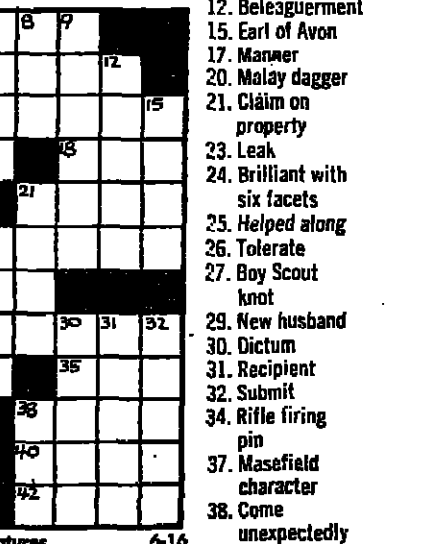 8 9
12
15
18
21
30 31 32
35
38
40
42
6-16
12. Beleaguerment
15. Earl of Avon
17. Manner
20. Malay dagger
21. Claim on
property
23. Leak
24. Brilliant with
six facets
25. Helped along
26. Tolerate
27. Boy Scout
knot
29. New husband
30. Dictum
31. Recipient
32. Submit
34. Rifle firing
pin
37. Masefield
character
38. Come
unexpectedly